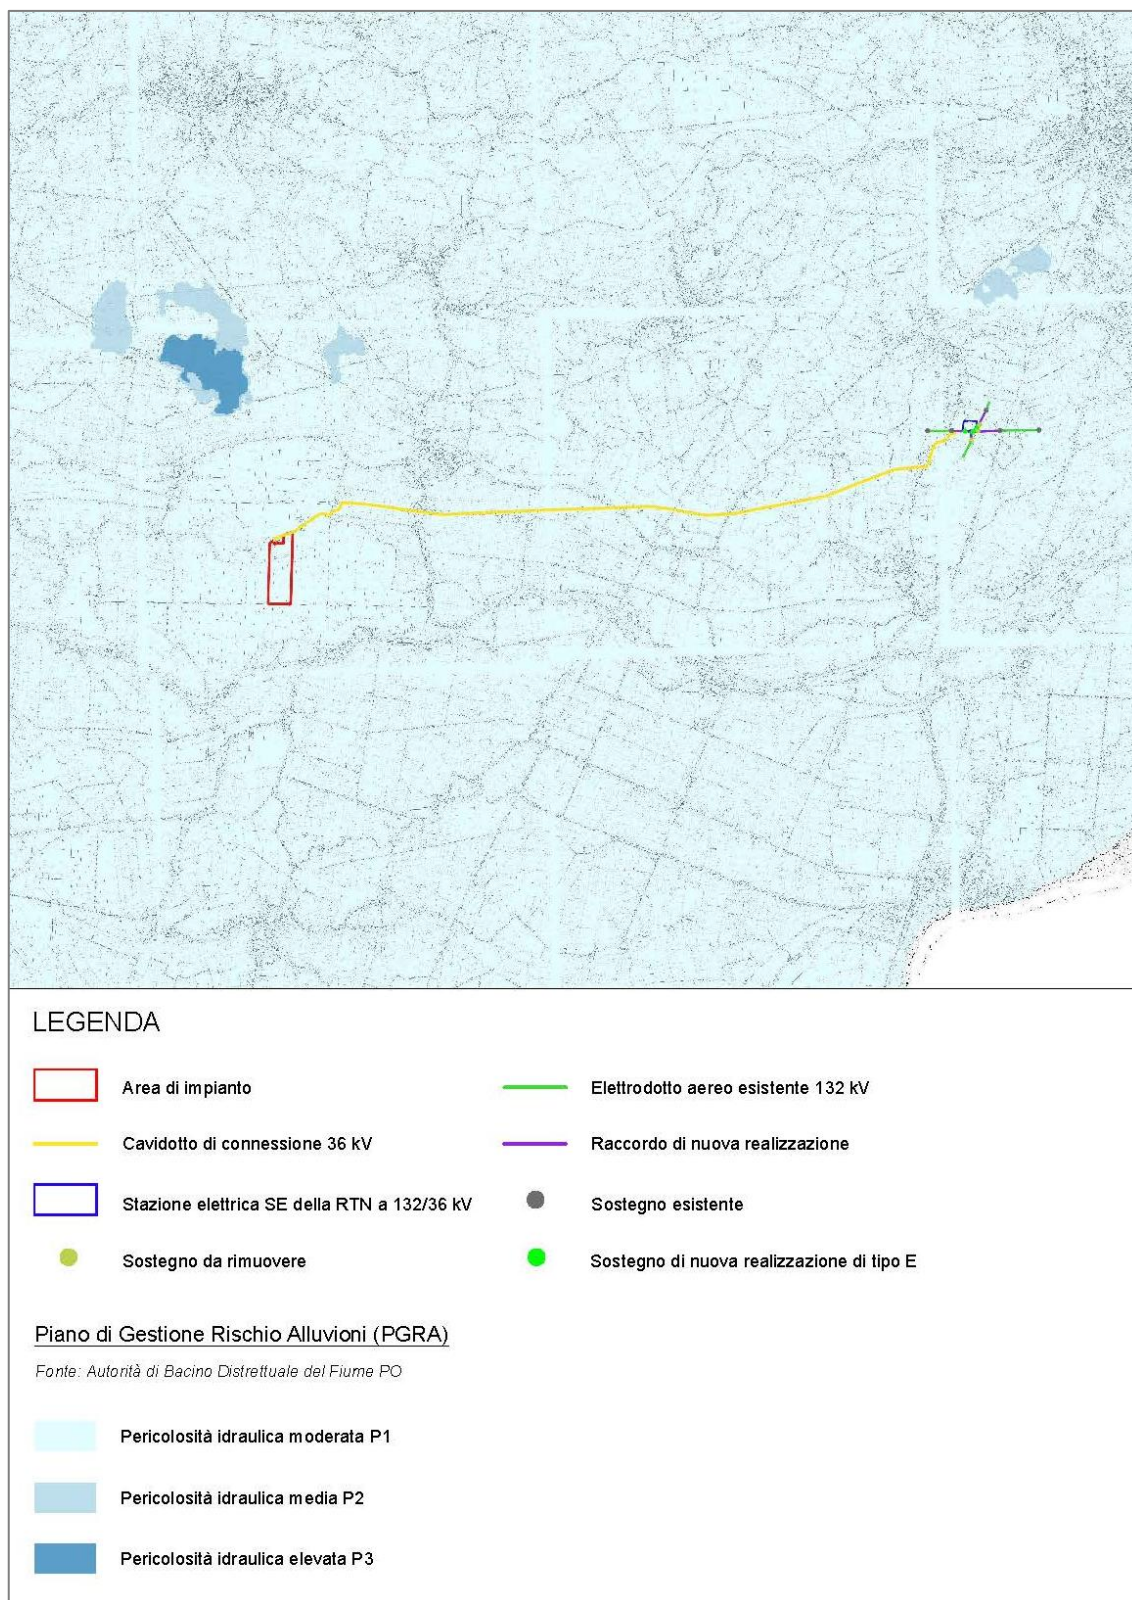 LEGENDA
Area di impianto
Elettrodotto aereo esistente 132 kV
Cavidotto di connessione 36 kV
Raccordo di nuova realizzazione
Stazione elettrica SE della RTN a 132/36 kV
Sostegno esistente
Sostegno da rimuovere
Sostegno di nuova realizzazione di tipo E
Piano di Gestione Rischio Alluvioni (PGRA)
Fonte: Autorità di Bacino Distrettuale del Fiume PO
Pericolosità idraulica moderata P1
Pericolosità idraulica media P2
Pericolosità idraulica elevata P3